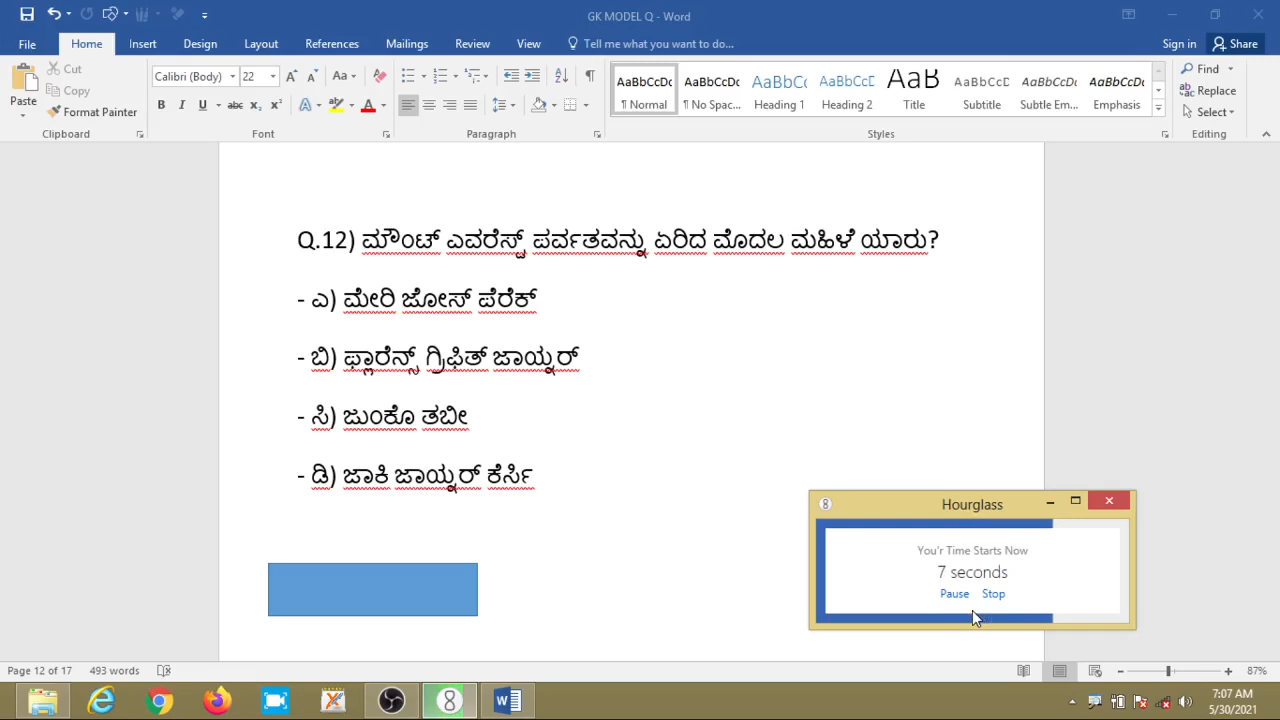 GK MODEL Q - Word
File Home Insert Design Layout References Mailings Review View Tell me what you want to do... Sign in Share
Paste Cut Copy Format Painter Clipboard
Calibri (Body) 22 Font
Paragraph
AaBbCcDc AaBbCcDc AaBbCc AaBbCcD AaB AaBbCcD AaBbCcDc AaBbCcDc
¶ Normal ¶ No Spac... Heading 1 Heading 2 Title Subtitle Subtle Em... Emphasis
Styles
Find Replace Select Editing
Q.12) ಮೌಂಟ್ ಎವರೆಸ್ಟ್ ಪರ್ವತವನ್ನು ಏರಿದ ಮೊದಲ ಮಹಿಳೆ ಯಾರು?
- ಎ) ಮೇರಿ ಜೋಸ್ ಪೆರೆಕ್
- ಬಿ) ಫ್ಲಾರೆನ್ಸ್ ಗ್ರಿಫಿತ್ ಜಾಯ್ನರ್
- ಸಿ) ಜುಂಕೊ ತಬೀ
- ಡಿ) ಜಾಕಿ ಜಾಯ್ನರ್ ಕೆರ್ಸಿ
Hourglass
You'r Time Starts Now
7 seconds
Pause Stop
Page 12 of 17 493 words 87%
7:07 AM
5/30/2021